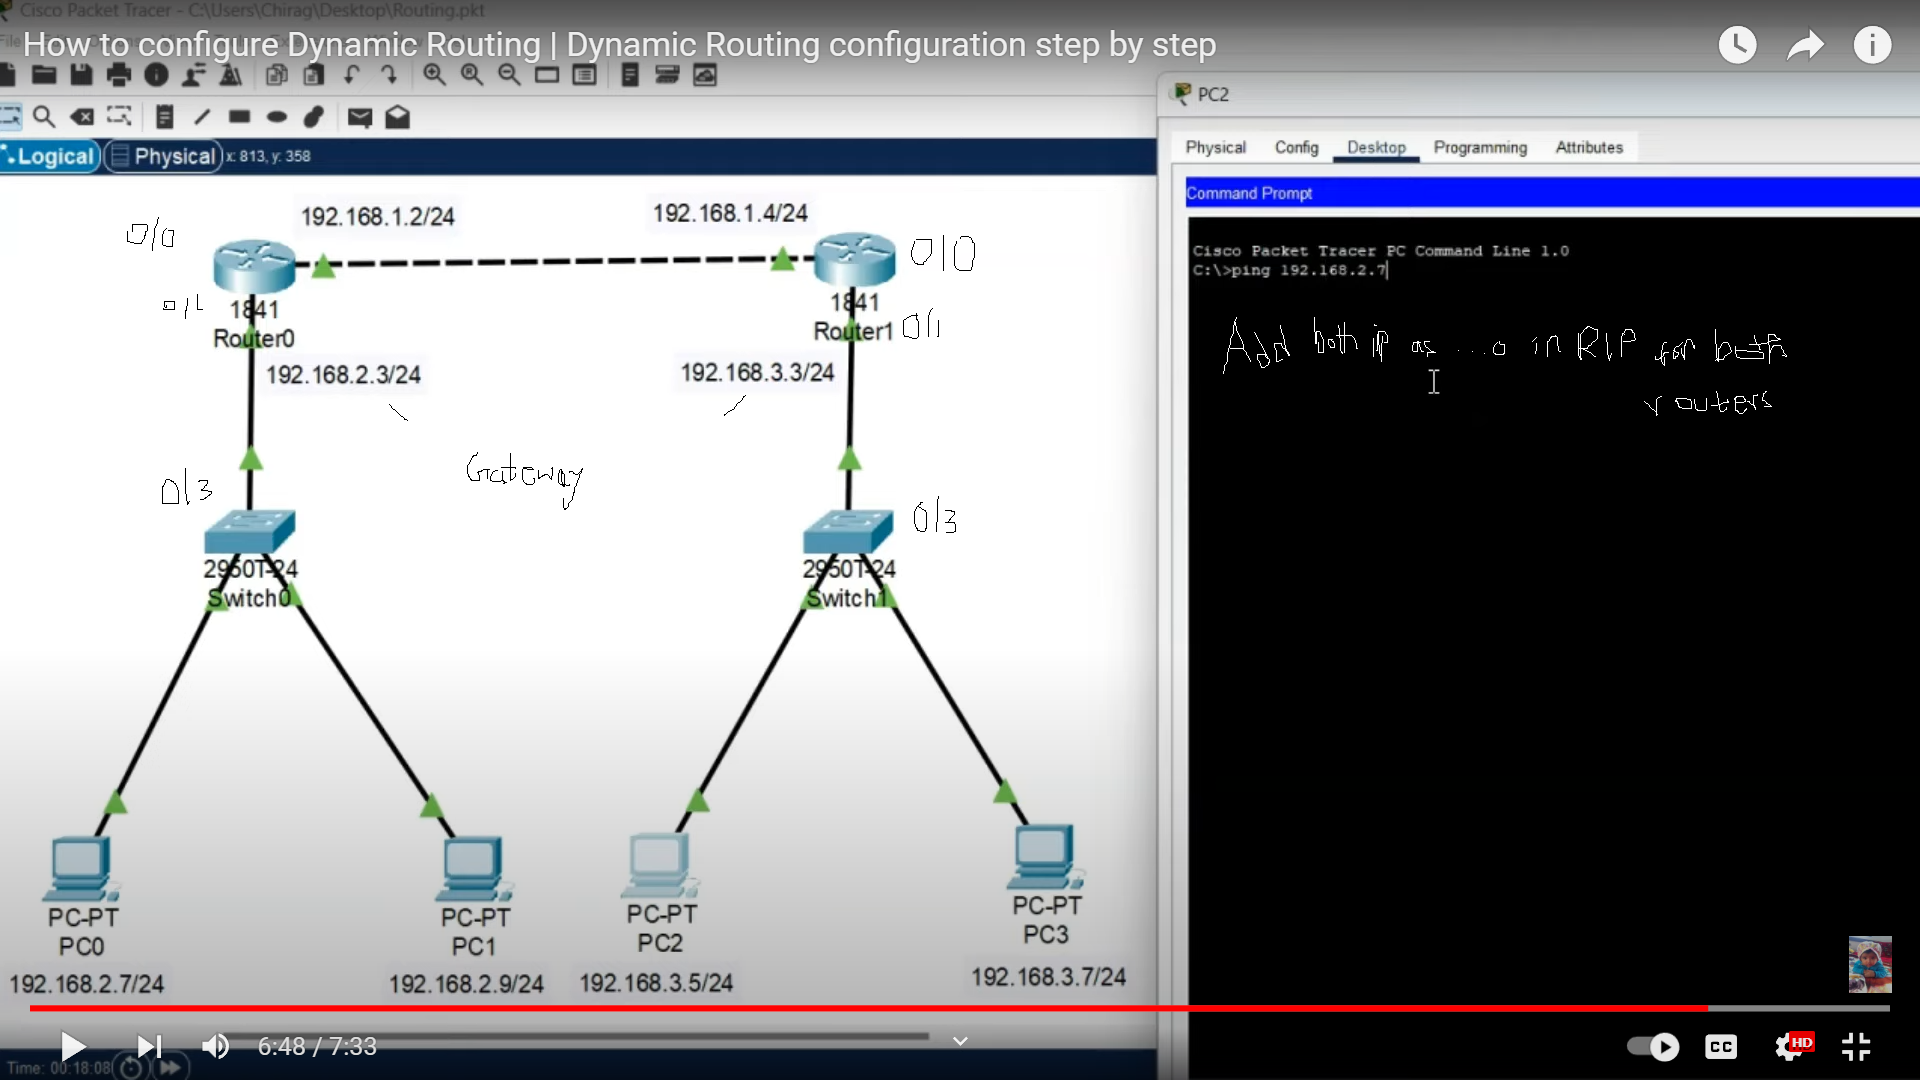 Cisco Packet Tracer - C:\Users\Chirag\Desktop\Routing.pkt
How to configure Dynamic Routing | Dynamic Routing configuration step by step
PC2
Logical Physical x: 813, y: 358
Physical Config Desktop Programming Attributes
Command Prompt
Cisco Packet Tracer PC Command Line 1.0
C:\>ping 192.168.2.7
Add both ip as ...0 in RIP for both
routers
192.168.1.2/24 192.168.1.4/24
0/0 0/0
0/1 1841 1841
Router0 Router1 0/1
192.168.2.3/24 192.168.3.3/24
Gateway
0/3 0/3
2950T-24 2950T-24
Switch0 Switch1
PC-PT PC-PT PC-PT PC-PT
PC0 PC1 PC2 PC3
192.168.2.7/24 192.168.2.9/24 192.168.3.5/24 192.168.3.7/24
6:48 / 7:33 CC HD
Time: 00:18:08